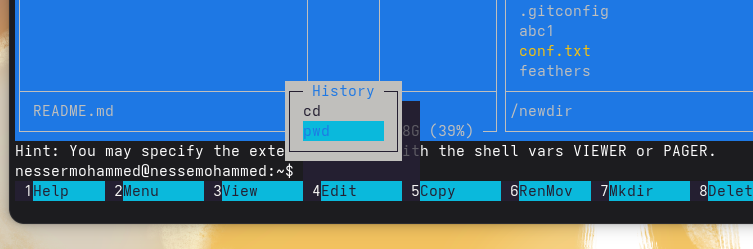 .gitconfig
abc1
conf.txt
feathers
History
cd
pwd
README.md
/newdir
8G (39%)
Hint: You may specify the exte ith the shell vars VIEWER or PAGER.
nessermohammed@nessemohammed:~$
1Help 2Menu 3View 4Edit 5Copy 6RenMov 7Mkdir 8Delet